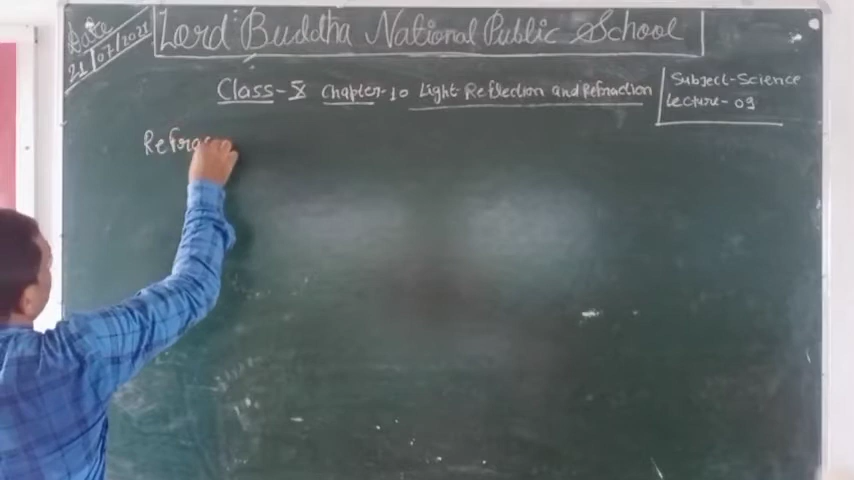 Date
21/07/2021
Lord Buddha National Public School
Class-X Chapter-10 Light Reflection and Refraction
Subject-Science
Lecture-09
Refra